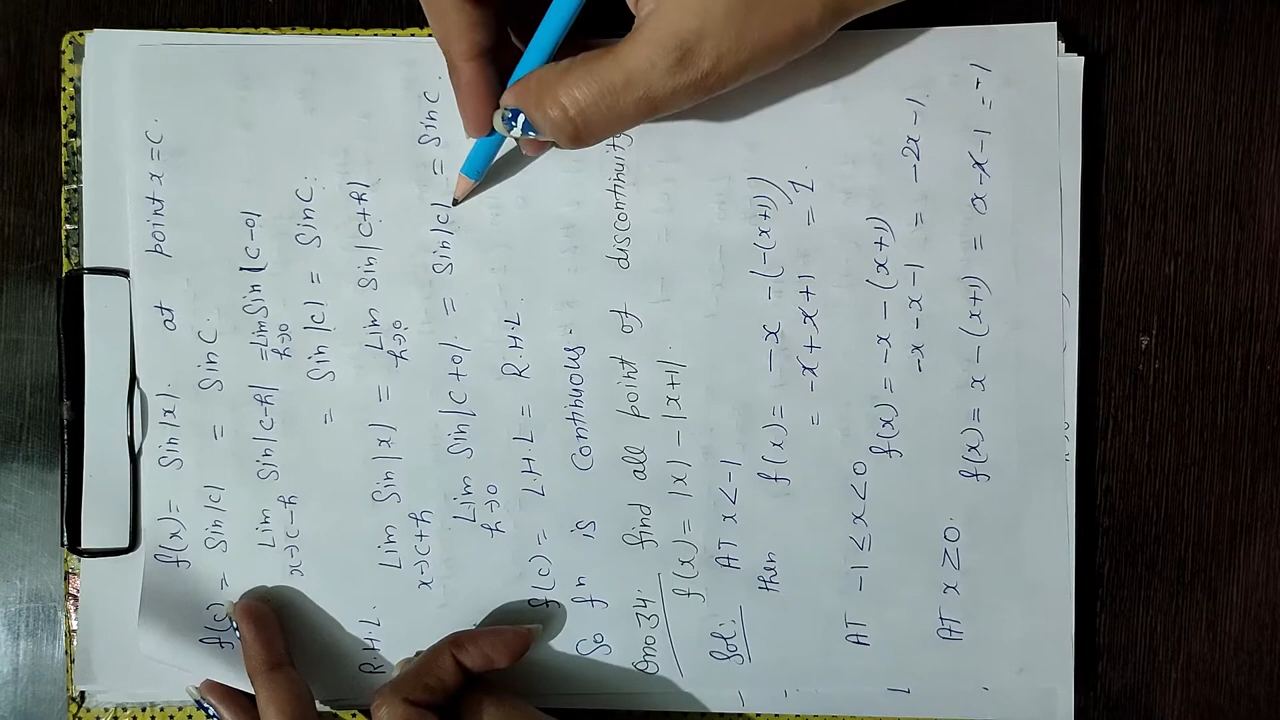 f(x) = Sin|x|. at point x = C.
f(c) = Sin|c| = Sin C.
Lim x→c-h Sin|c-h| = Lim h→0 Sin|c-0|
= Sin|c| = Sin C.
R.H.L. Lim x→c+h Sin|x| = Lim h→0 Sin|c+h|
Lim h→0 Sin|c+0|. = Sin|c| = Sin C.
f(c) = L.H.L = R.H.L.
So fn is Continuous.
Qno 34. find all point of discontinuity
f(x) = |x| - |x+1|.
Sol: AT x < -1
then f(x) = -x - (-(x+1))
= -x + x + 1 = 1.
AT -1 ≤ x < 0
f(x) = -x - (x+1)
-x - x - 1 = -2x - 1.
AT x ≥ 0. f(x) = x - (x+1) = x - x - 1 = -1